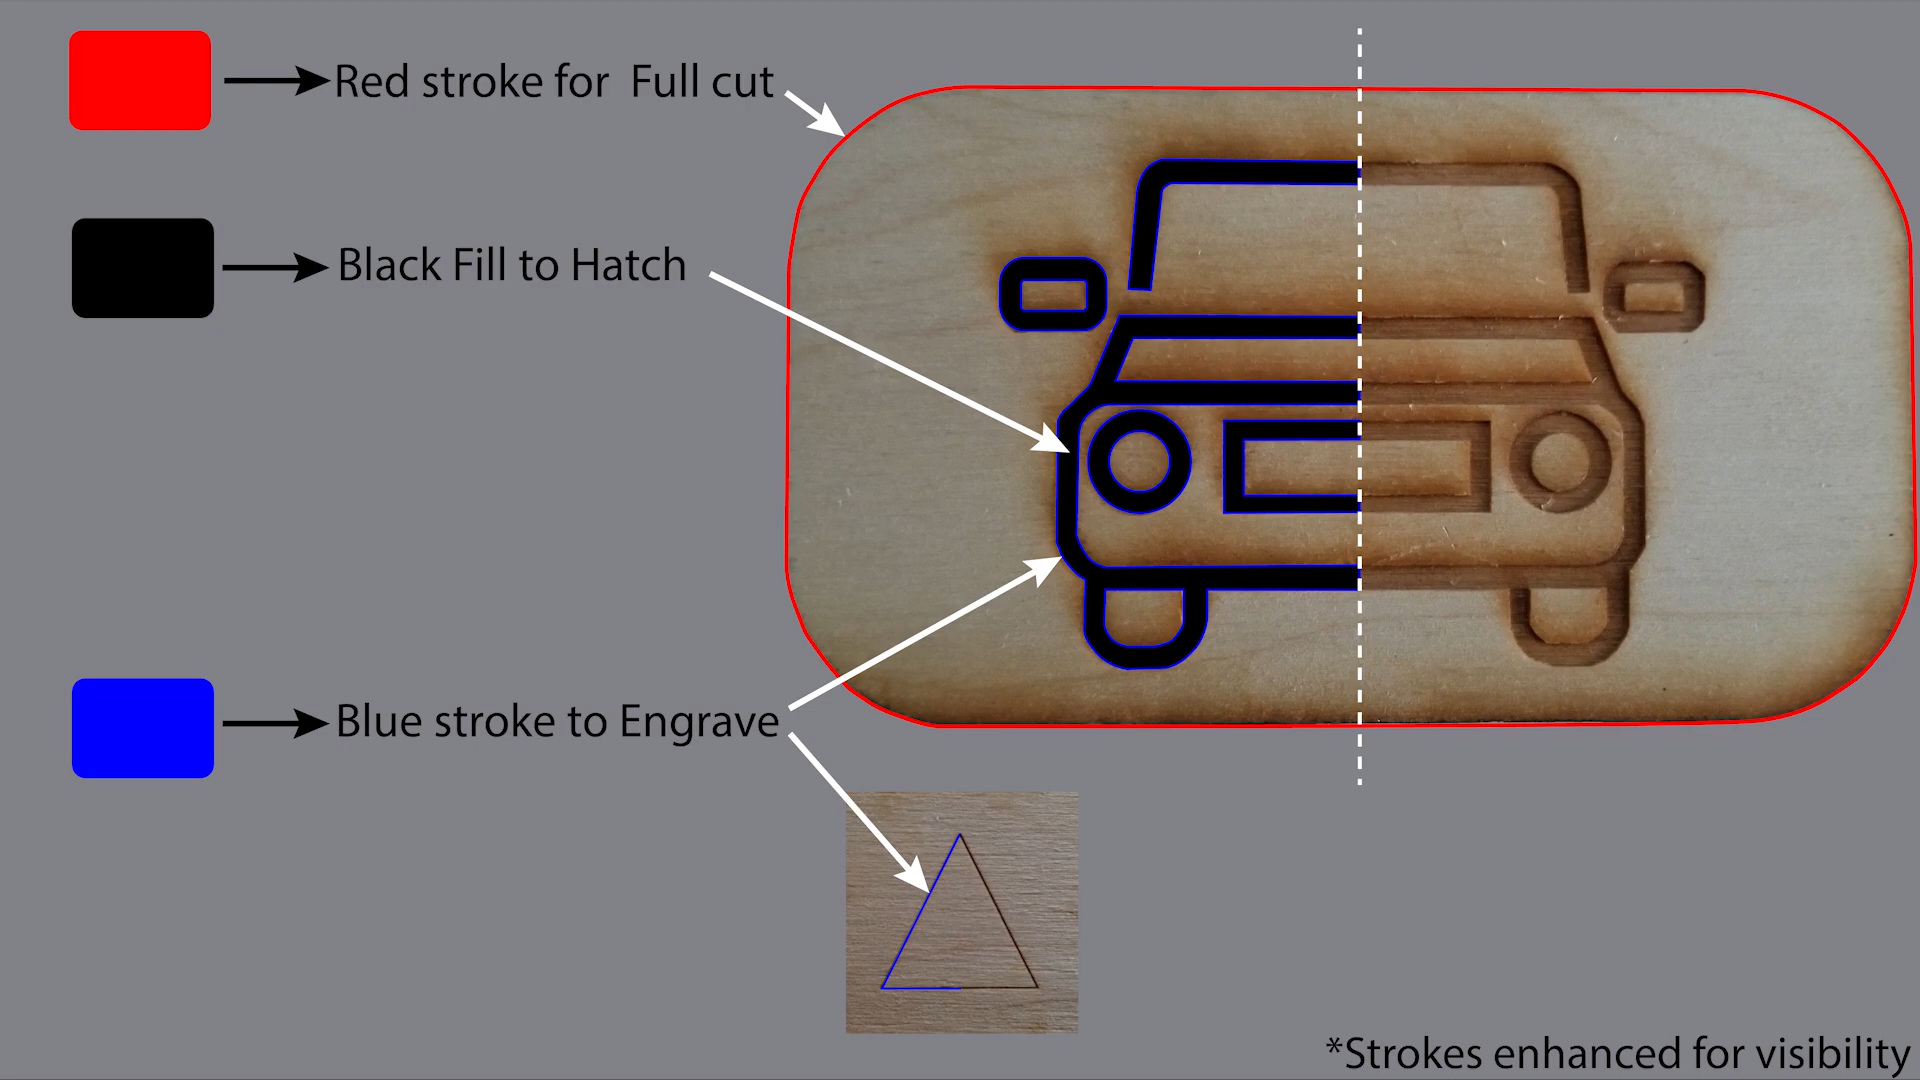 Red stroke for  Full cut
Black Fill to Hatch
Blue stroke to Engrave
*Strokes enhanced for visibility